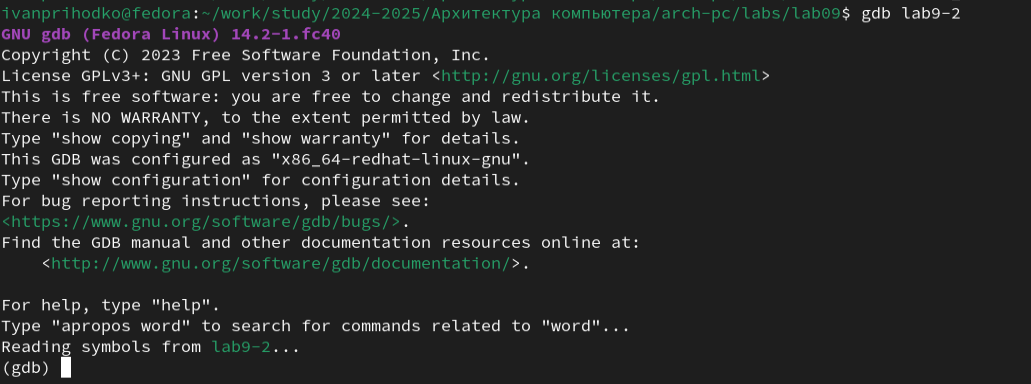 ivanprihodko@fedora:~/work/study/2024-2025/Архитектура компьютера/arch-pc/labs/lab09$ gdb lab9-2
GNU gdb (Fedora Linux) 14.2-1.fc40
Copyright (C) 2023 Free Software Foundation, Inc.
License GPLv3+: GNU GPL version 3 or later <http://gnu.org/licenses/gpl.html>
This is free software: you are free to change and redistribute it.
There is NO WARRANTY, to the extent permitted by law.
Type "show copying" and "show warranty" for details.
This GDB was configured as "x86_64-redhat-linux-gnu".
Type "show configuration" for configuration details.
For bug reporting instructions, please see:
<https://www.gnu.org/software/gdb/bugs/>.
Find the GDB manual and other documentation resources online at:
    <http://www.gnu.org/software/gdb/documentation/>.

For help, type "help".
Type "apropos word" to search for commands related to "word"...
Reading symbols from lab9-2...
(gdb)